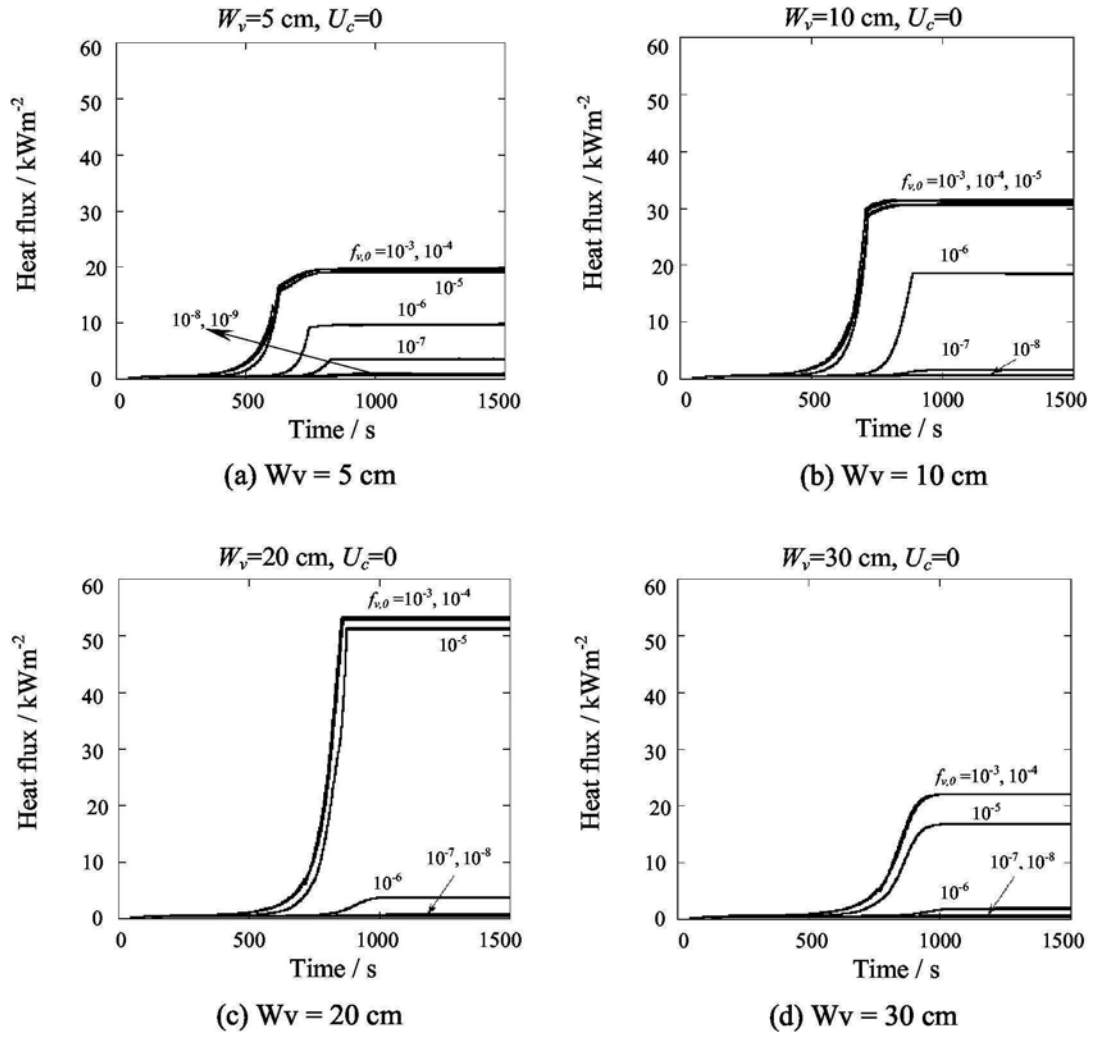 W_v=5 cm, U_c=0
60
50
40
30
20
10
0
Heat flux / kWm⁻²
f_{v,0} =10⁻³, 10⁻⁴
10⁻⁵
10⁻⁶
10⁻⁸, 10⁻⁹
10⁻⁷
0 500 1000 1500
Time / s
(a) Wv = 5 cm
W_v=10 cm, U_c=0
60
50
40
30
20
10
0
Heat flux / kWm⁻²
f_{v,0} =10⁻³, 10⁻⁴, 10⁻⁵
10⁻⁶
10⁻⁷
10⁻⁸
0 500 1000 1500
Time / s
(b) Wv = 10 cm
W_v=20 cm, U_c=0
60
50
40
30
20
10
0
Heat flux / kWm⁻²
f_{v,0} =10⁻³, 10⁻⁴
10⁻⁵
10⁻⁷, 10⁻⁸
10⁻⁶
0 500 1000 1500
Time / s
(c) Wv = 20 cm
W_v=30 cm, U_c=0
60
50
40
30
20
10
0
Heat flux / kWm⁻²
f_{v,0} =10⁻³, 10⁻⁴
10⁻⁵
10⁻⁷, 10⁻⁸
10⁻⁶
0 500 1000 1500
Time / s
(d) Wv = 30 cm